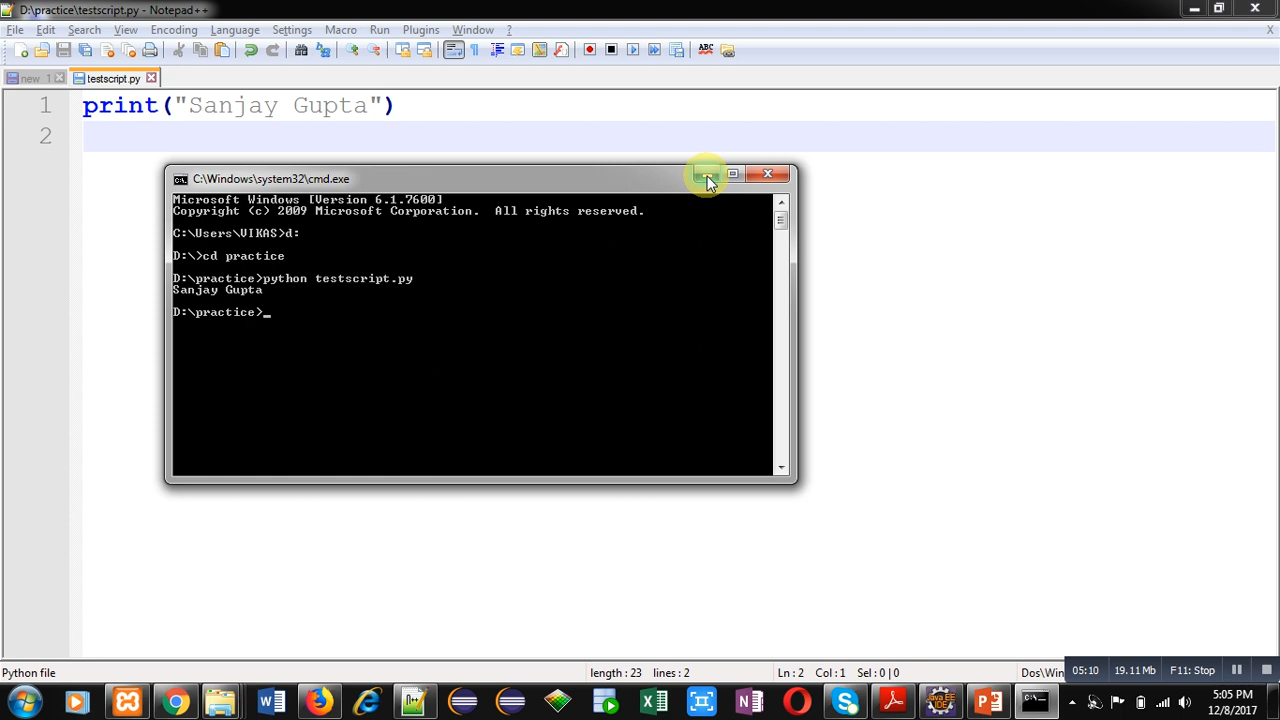 D:\practice\testscript.py - Notepad++
File Edit Search View Encoding Language Settings Macro Run Plugins Window ? X
new 1 testscript.py
1 print("Sanjay Gupta")
2
C:\Windows\system32\cmd.exe
Microsoft Windows [Version 6.1.7600]
Copyright (c) 2009 Microsoft Corporation. All rights reserved.
C:\Users\VIKAS>d:
D:\>cd practice
D:\practice>python testscript.py
Sanjay Gupta
D:\practice>_
Python file length : 23 lines : 2 Ln : 2 Col : 1 Sel : 0 | 0 Dos\Win
05:10 19.11 Mb F11: Stop
5:05 PM
12/8/2017